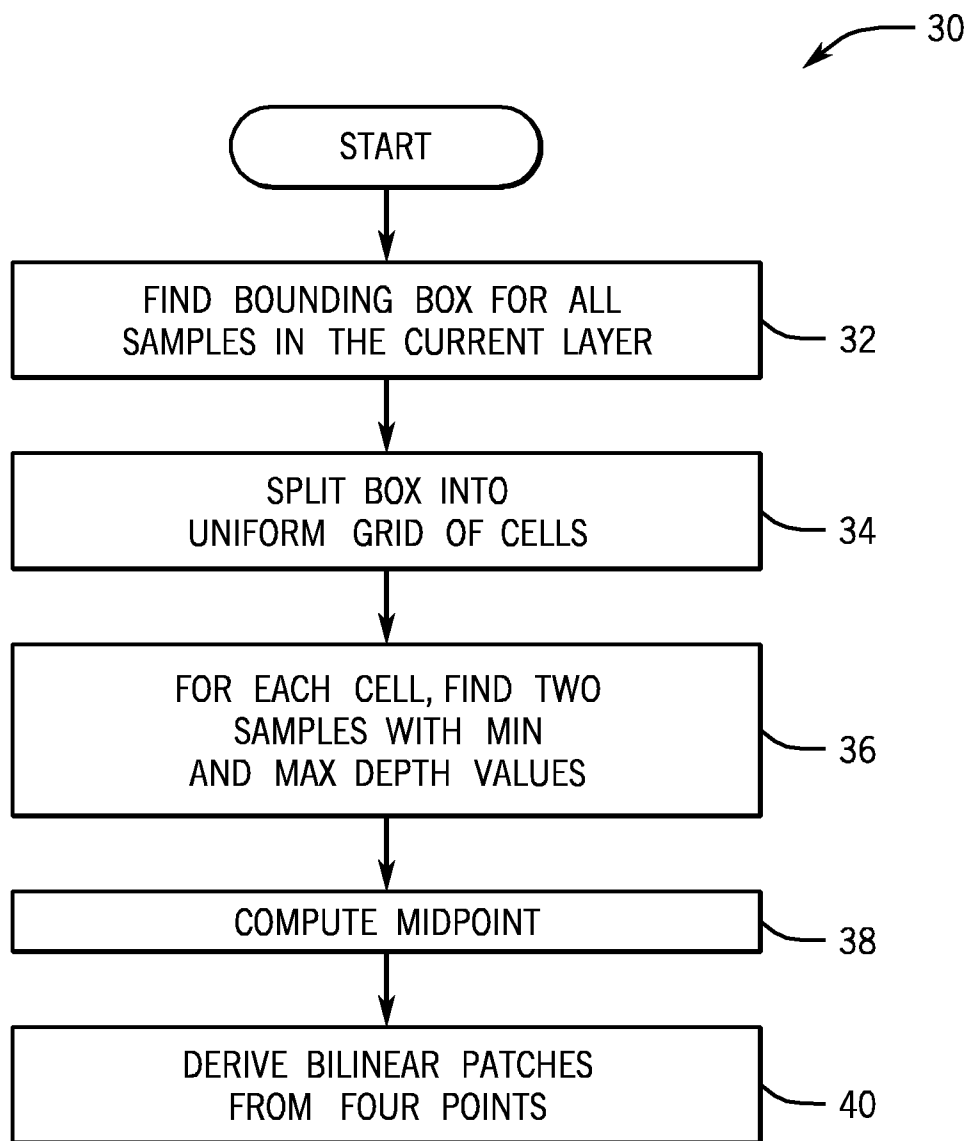 30
START
FIND BOUNDING BOX FOR ALL
SAMPLES IN THE CURRENT LAYER
32
SPLIT BOX INTO
UNIFORM GRID OF CELLS
34
FOR EACH CELL, FIND TWO
SAMPLES WITH MIN
AND MAX DEPTH VALUES
36
COMPUTE MIDPOINT
38
DERIVE BILINEAR PATCHES
FROM FOUR POINTS
40